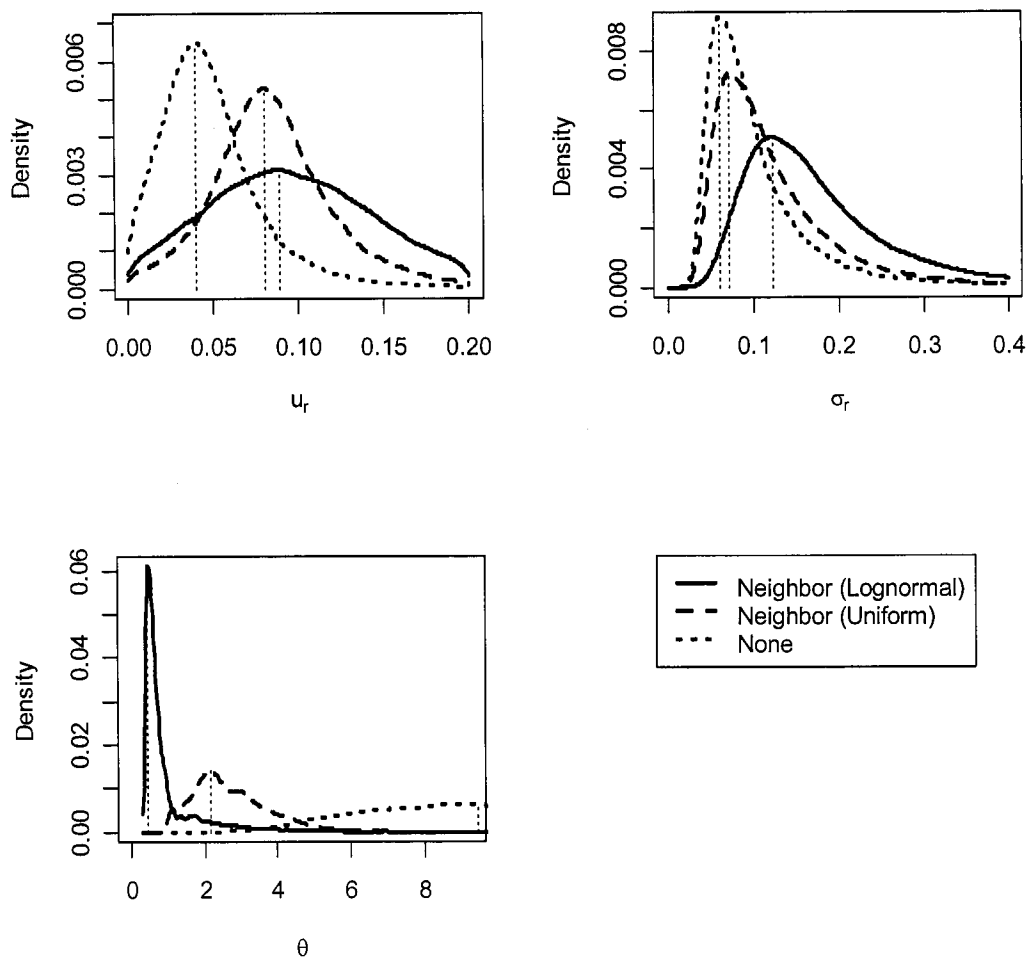 Density
0.000 0.003 0.006
0.00 0.05 0.10 0.15 0.20
u_r
Density
0.000 0.004 0.008
0.0 0.1 0.2 0.3 0.4
σ_r
Density
0.00 0.02 0.04 0.06
0 2 4 6 8
θ
Neighbor (Lognormal)
Neighbor (Uniform)
None